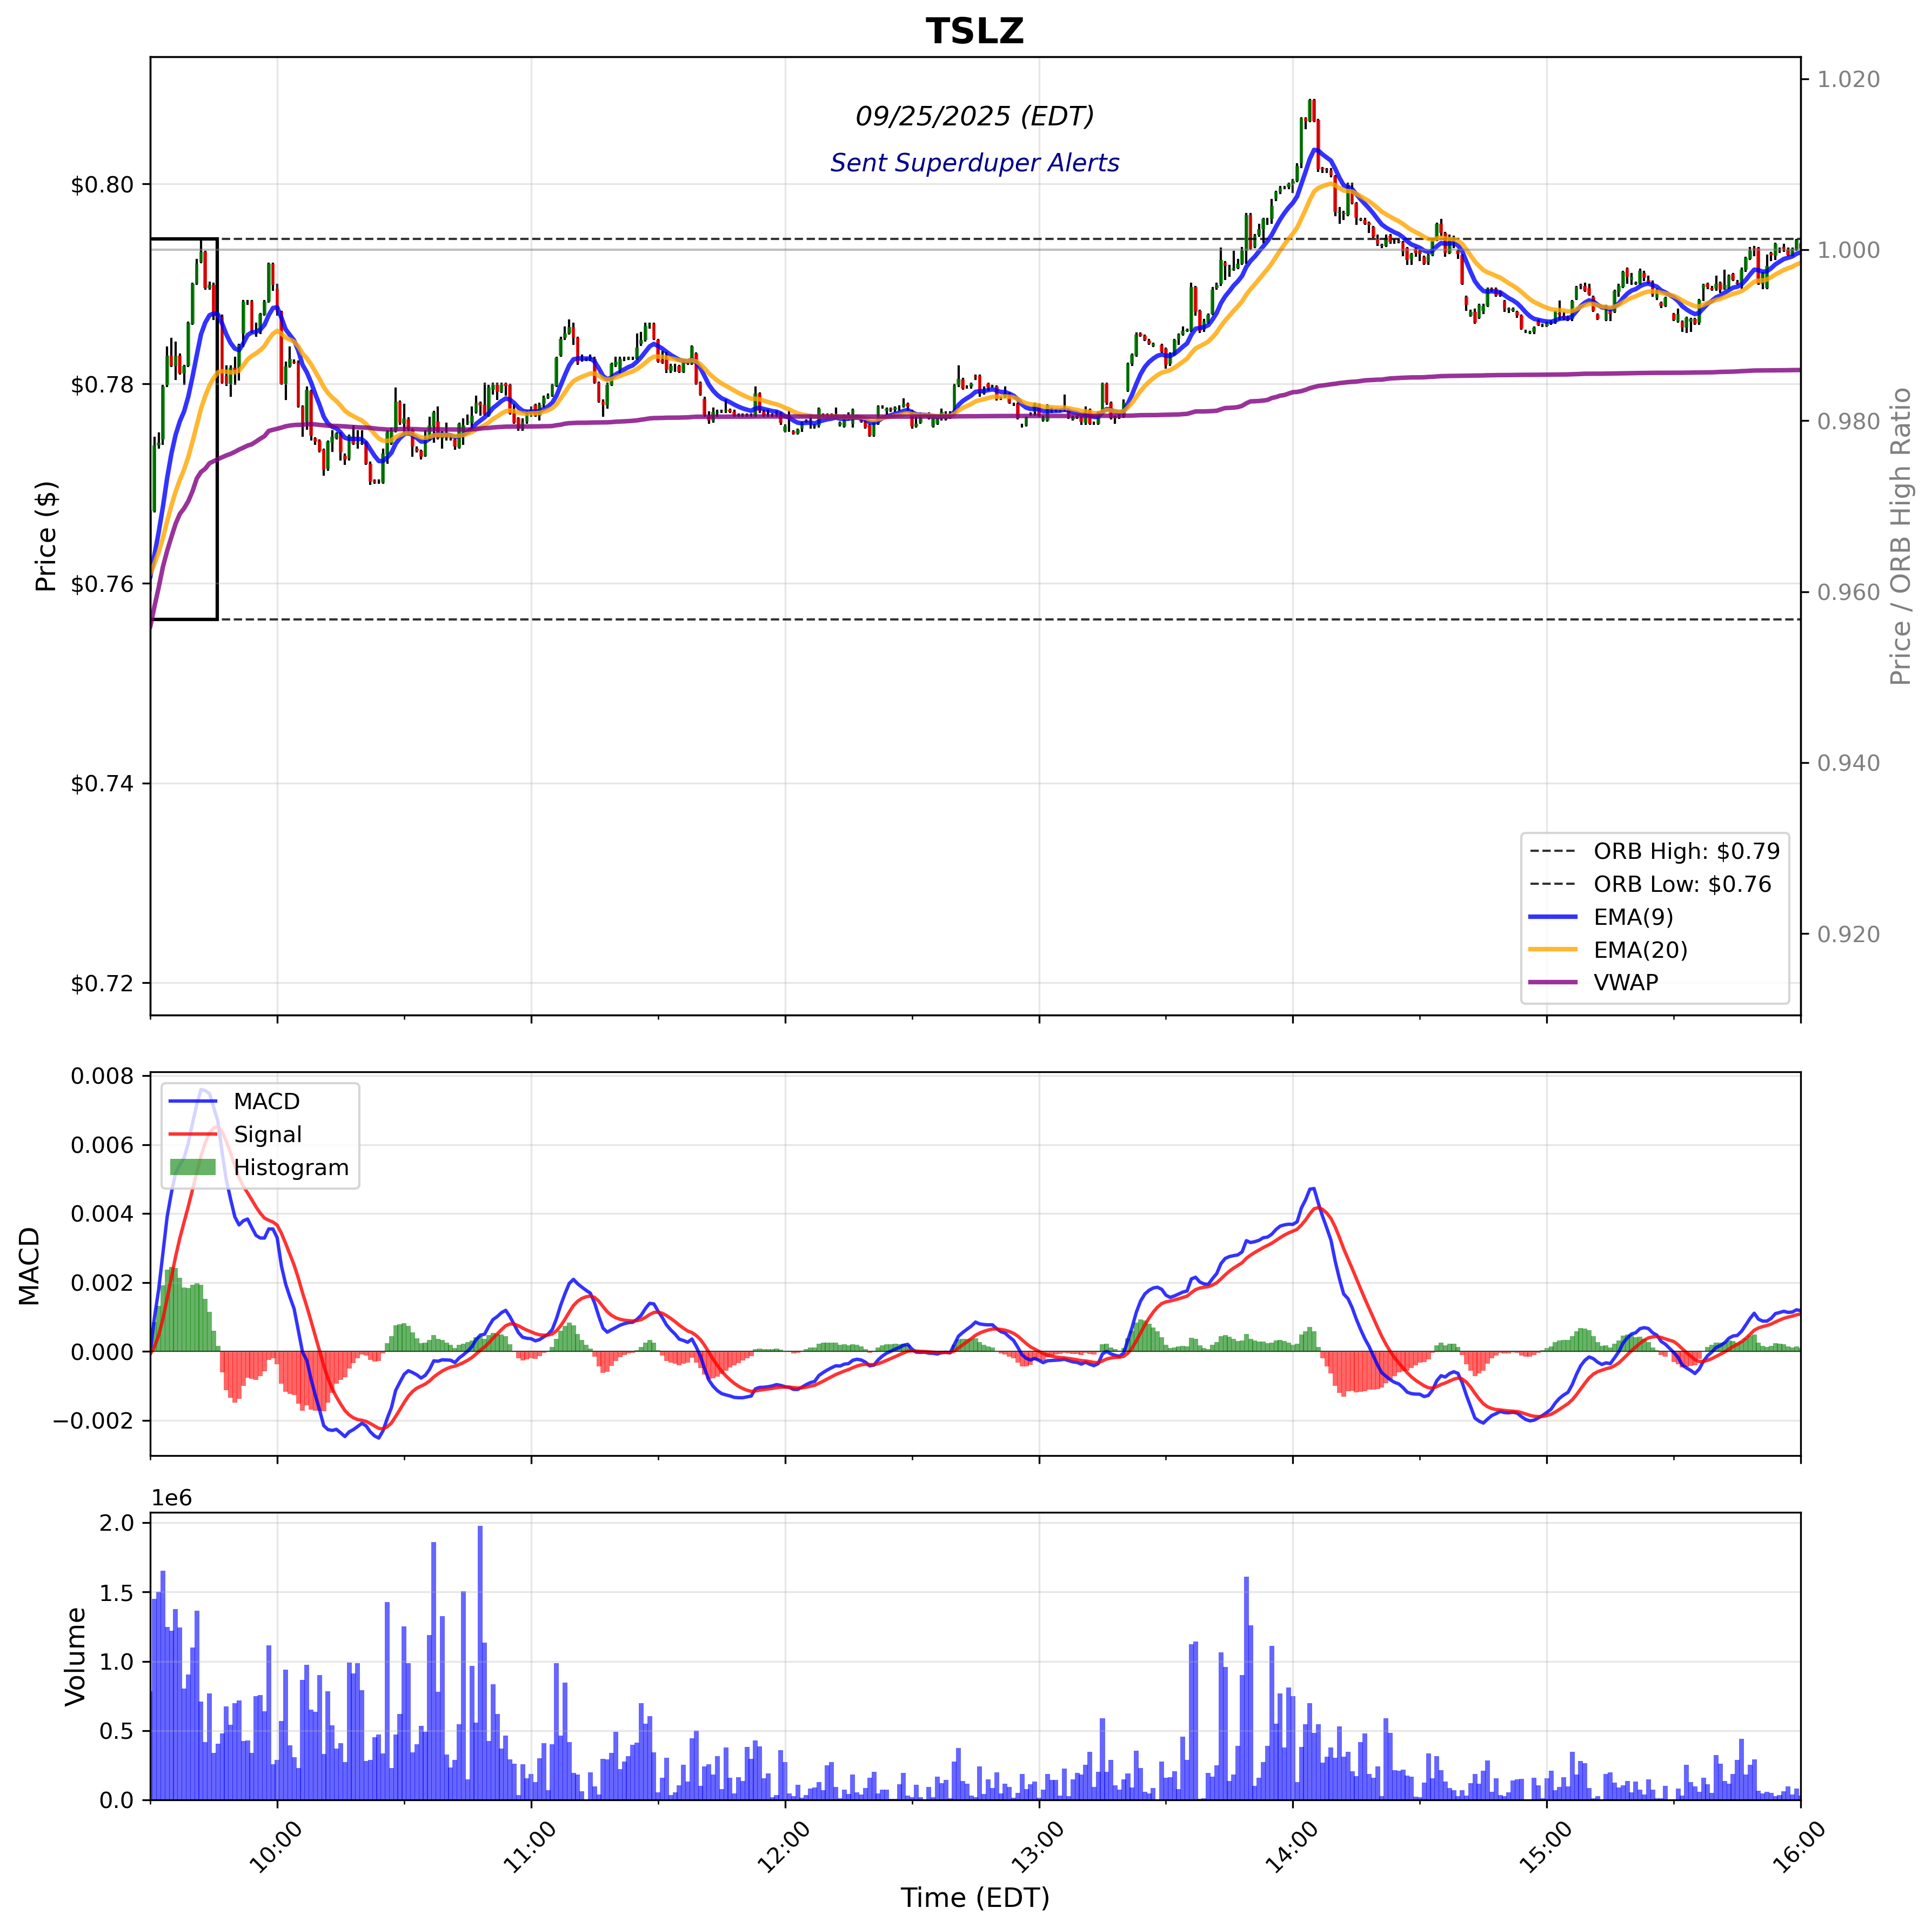 TSLZ
09/25/2025 (EDT)
Sent Superduper Alerts
Price ($)
$0.80
$0.78
$0.76
$0.74
$0.72
1.020
1.000
0.980
0.960
0.940
0.920
Price / ORB High Ratio
ORB High: $0.79
ORB Low: $0.76
EMA(9)
EMA(20)
VWAP
MACD
0.008
0.006
0.004
0.002
0.000
−0.002
MACD
Signal
Histogram
1e6
Volume
2.0
1.5
1.0
0.5
0.0
10:00
11:00
12:00
13:00
14:00
15:00
16:00
Time (EDT)